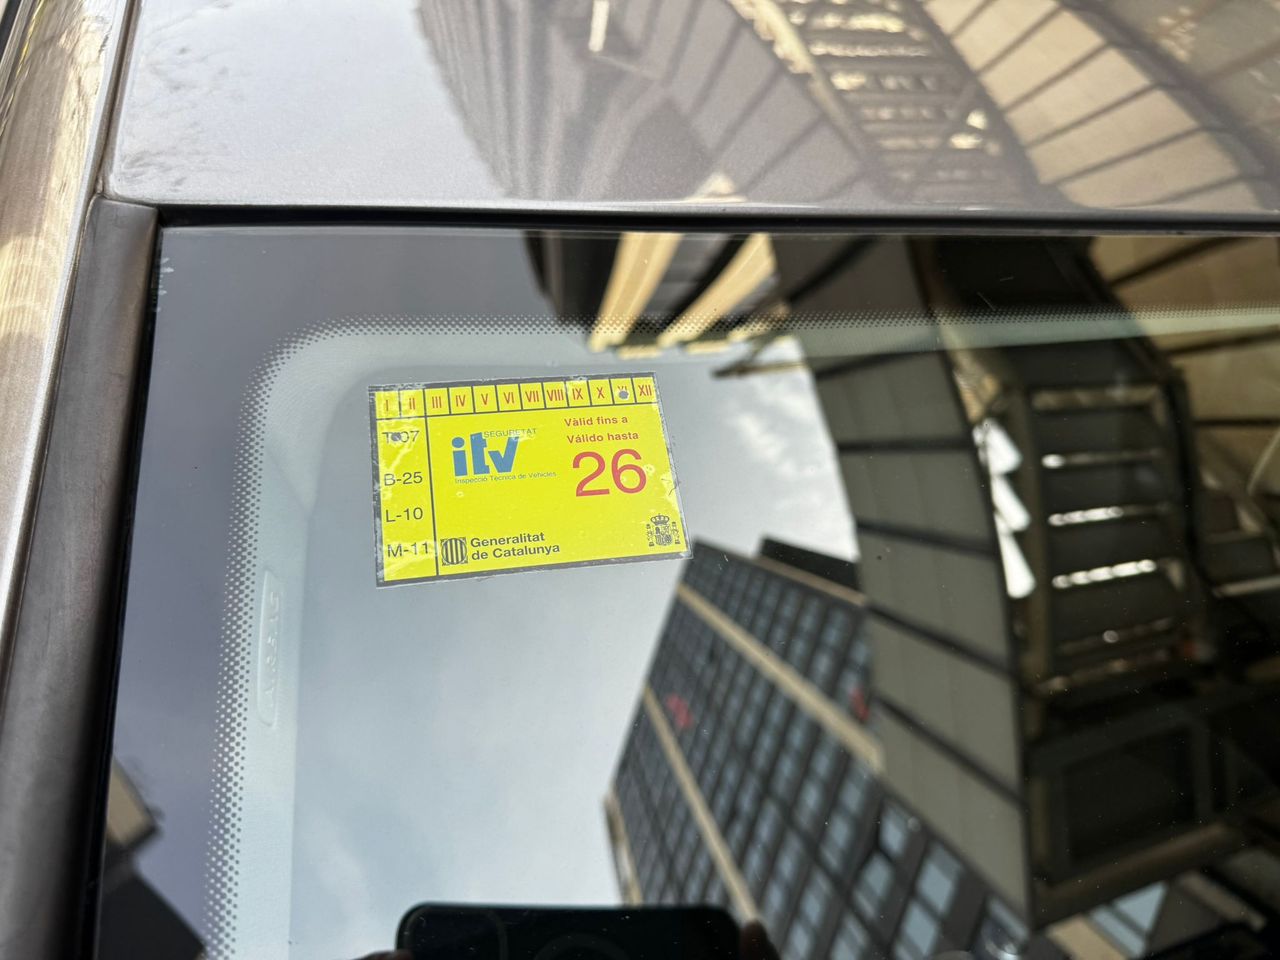 I II III IV V VI VII VIII IX X XI XII
T-07
B-25
L-10
M-11
SEGURETAT
itv
Inspecció Tècnica de Vehicles
Vàlid fins a
Válido hasta
26
Generalitat
de Catalunya